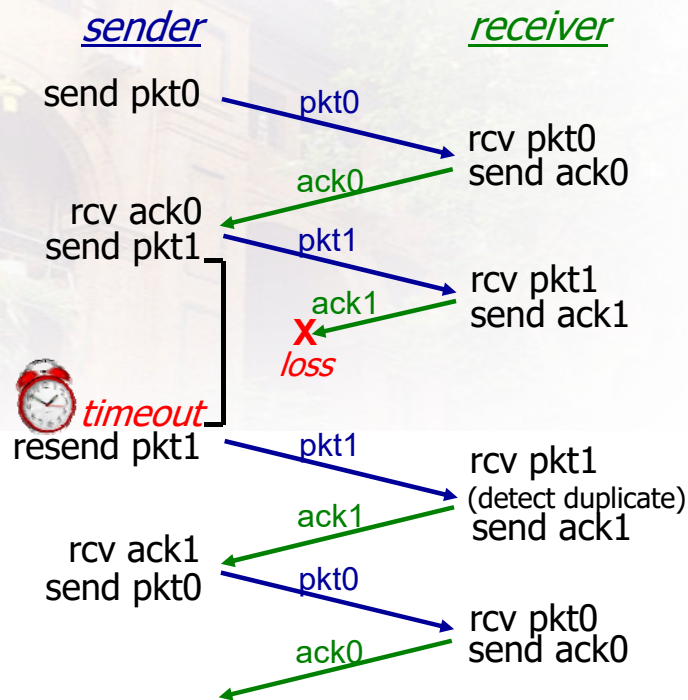 sender
receiver
send pkt0
pkt0
rcv pkt0
send ack0
ack0
rcv ack0
send pkt1
pkt1
rcv pkt1
send ack1
ack1
X
loss
timeout
resend pkt1
pkt1
rcv pkt1
(detect duplicate)
send ack1
ack1
rcv ack1
send pkt0
pkt0
rcv pkt0
send ack0
ack0